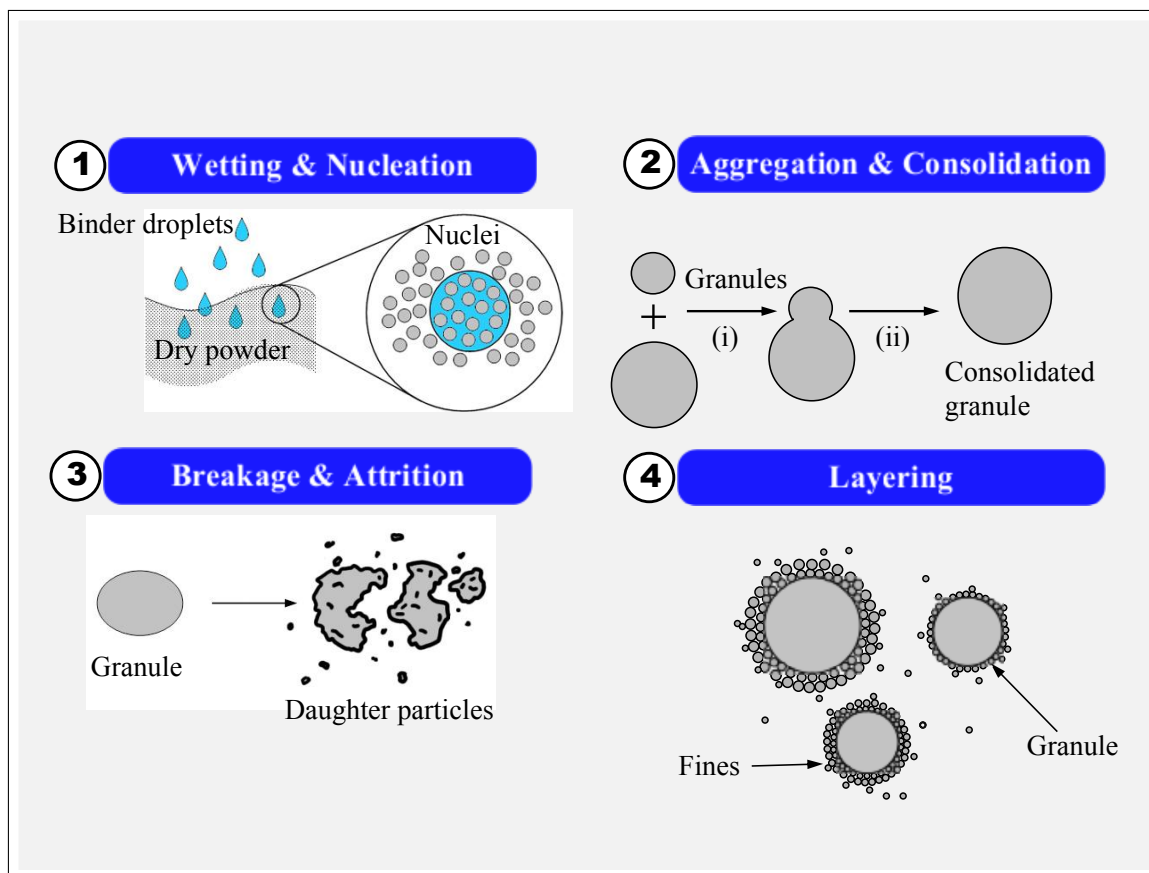 1
Wetting & Nucleation
Binder droplets
Nuclei
Dry powder
2
Aggregation & Consolidation
Granules
+
(i)
(ii)
Consolidated
granule
3
Breakage & Attrition
Granule
Daughter particles
4
Layering
Granule
Fines